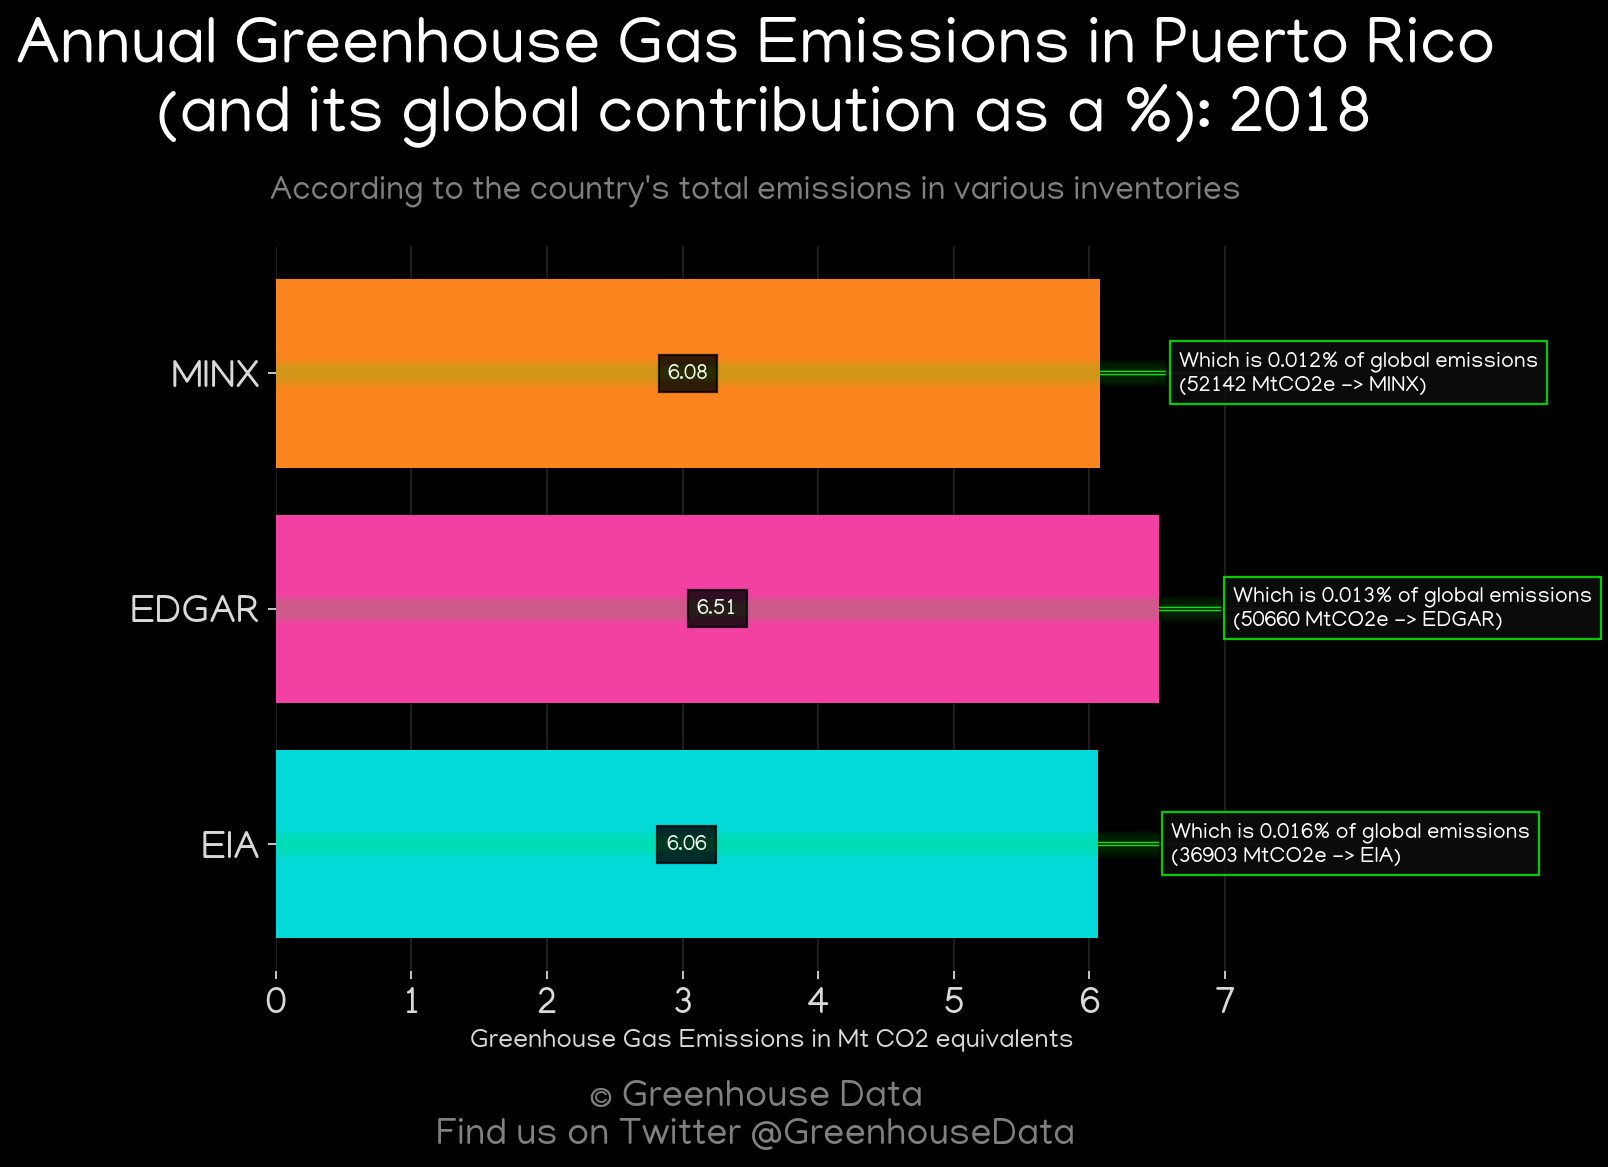 Annual Greenhouse Gas Emissions in Puerto Rico
(and its global contribution as a %): 2018
According to the country's total emissions in various inventories
MINX
6.08
Which is 0.012% of global emissions
(52142 MtCO2e -> MINX)
EDGAR
6.51
Which is 0.013% of global emissions
(50660 MtCO2e -> EDGAR)
EIA
6.06
Which is 0.016% of global emissions
(36903 MtCO2e -> EIA)
0 1 2 3 4 5 6 7
Greenhouse Gas Emissions in Mt CO2 equivalents
© Greenhouse Data
Find us on Twitter @GreenhouseData